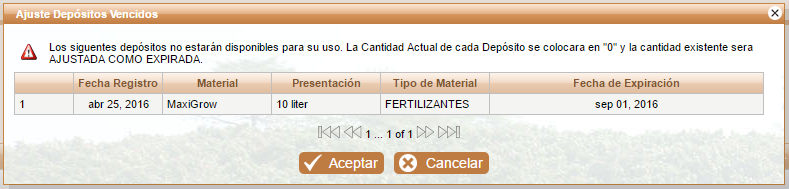 Ajuste Depósitos Vencidos
Los siguentes depósitos no estarán disponibles para su uso. La Cantidad Actual de cada Depósito se colocara en "0" y la cantidad existente sera
AJUSTADA COMO EXPIRADA.
Fecha Registro Material Presentación Tipo de Material Fecha de Expiración
1 abr 25, 2016 MaxiGrow 10 liter FERTILIZANTES sep 01, 2016
1 ... 1 of 1
Aceptar Cancelar